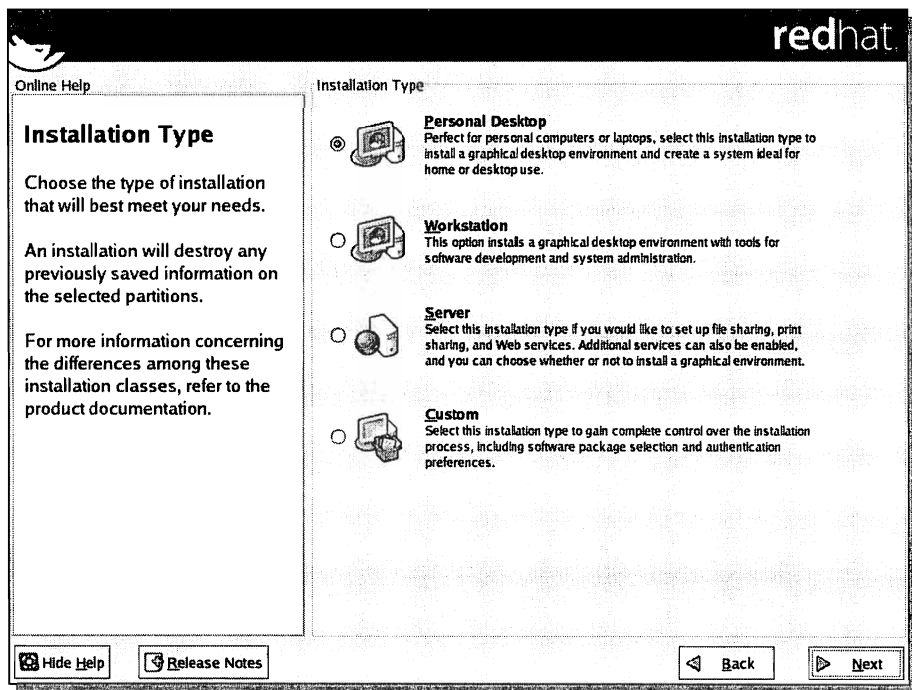 redhat
Online Help
Installation Type
Choose the type of installation
that will best meet your needs.
An installation will destroy any
previously saved information on
the selected partitions.
For more information concerning
the differences among these
installation classes, refer to the
product documentation.
Installation Type
Personal Desktop
Perfect for personal computers or laptops, select this installation type to
install a graphical desktop environment and create a system ideal for
home or desktop use.
Workstation
This option installs a graphical desktop environment with tools for
software development and system administration.
Server
Select this installation type if you would like to set up file sharing, print
sharing, and Web services. Additional services can also be enabled,
and you can choose whether or not to install a graphical environment.
Custom
Select this installation type to gain complete control over the installation
process, including software package selection and authentication
preferences.
Hide Help
Release Notes
Back
Next